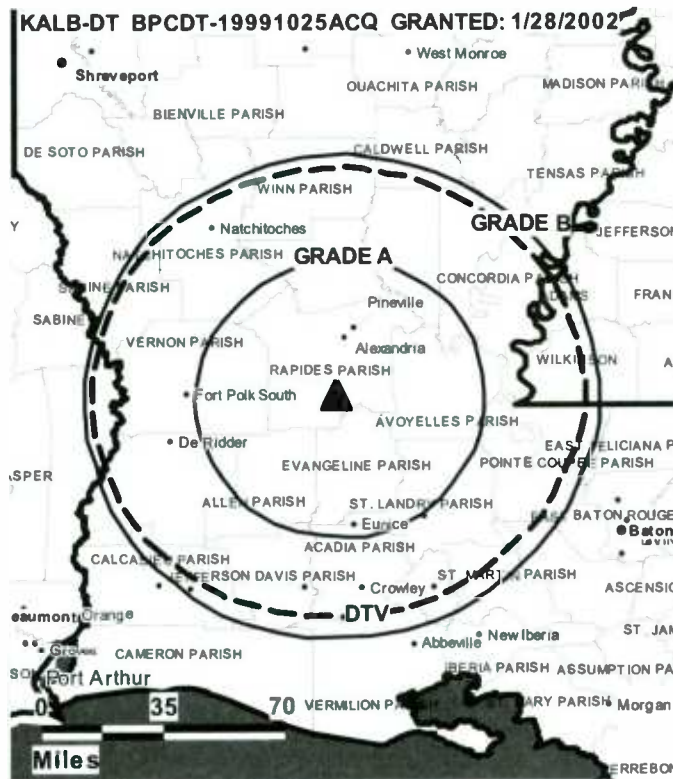 KALB-DT BPCDT-19991025ACQ GRANTED: 1/28/2002
West Monroe
Shreveport
OUACHITA PARISH
MADISON PARISH
BIENVILLE PARISH
DE SOTO PARISH
CALDWELL PARISH
TENSAS PARISH
WINN PARISH
Natchitoches
GRADE B
JEFFERSON
Y
NATCHITOCHES PARISH
GRADE A
CONCORDIA PARISH
SABINE PARISH
ADAMS
FRAN
Pineville
SABINE
VERNON PARISH
Alexandria
WILKINSON
A
RAPIDES PARISH
Fort Polk South
AVOYELLES PARISH
De Ridder
EAST FELICIANA P
EVANGELINE PARISH
POINTE COUPEE PARISH
ASPER
ALLEN PARISH
ST. LANDRY PARISH
EAST BATON ROUGE
Eunice
Baton
ACADIA PARISH
CALCASIEU PARISH
JEFFERSON DAVIS PARISH
ST MARTIN PARISH
Crowley
ASCENSIO
eaumont
Orange
DTV
ST. JAM
New Iberia
Abbeville
Groves
CAMERON PARISH
IBERIA PARISH
ASSUMPTION PA
Port Arthur
0
35
70
VERMILION PARISH
ST. MARY PARISH
Morgan
Miles
ERREBON